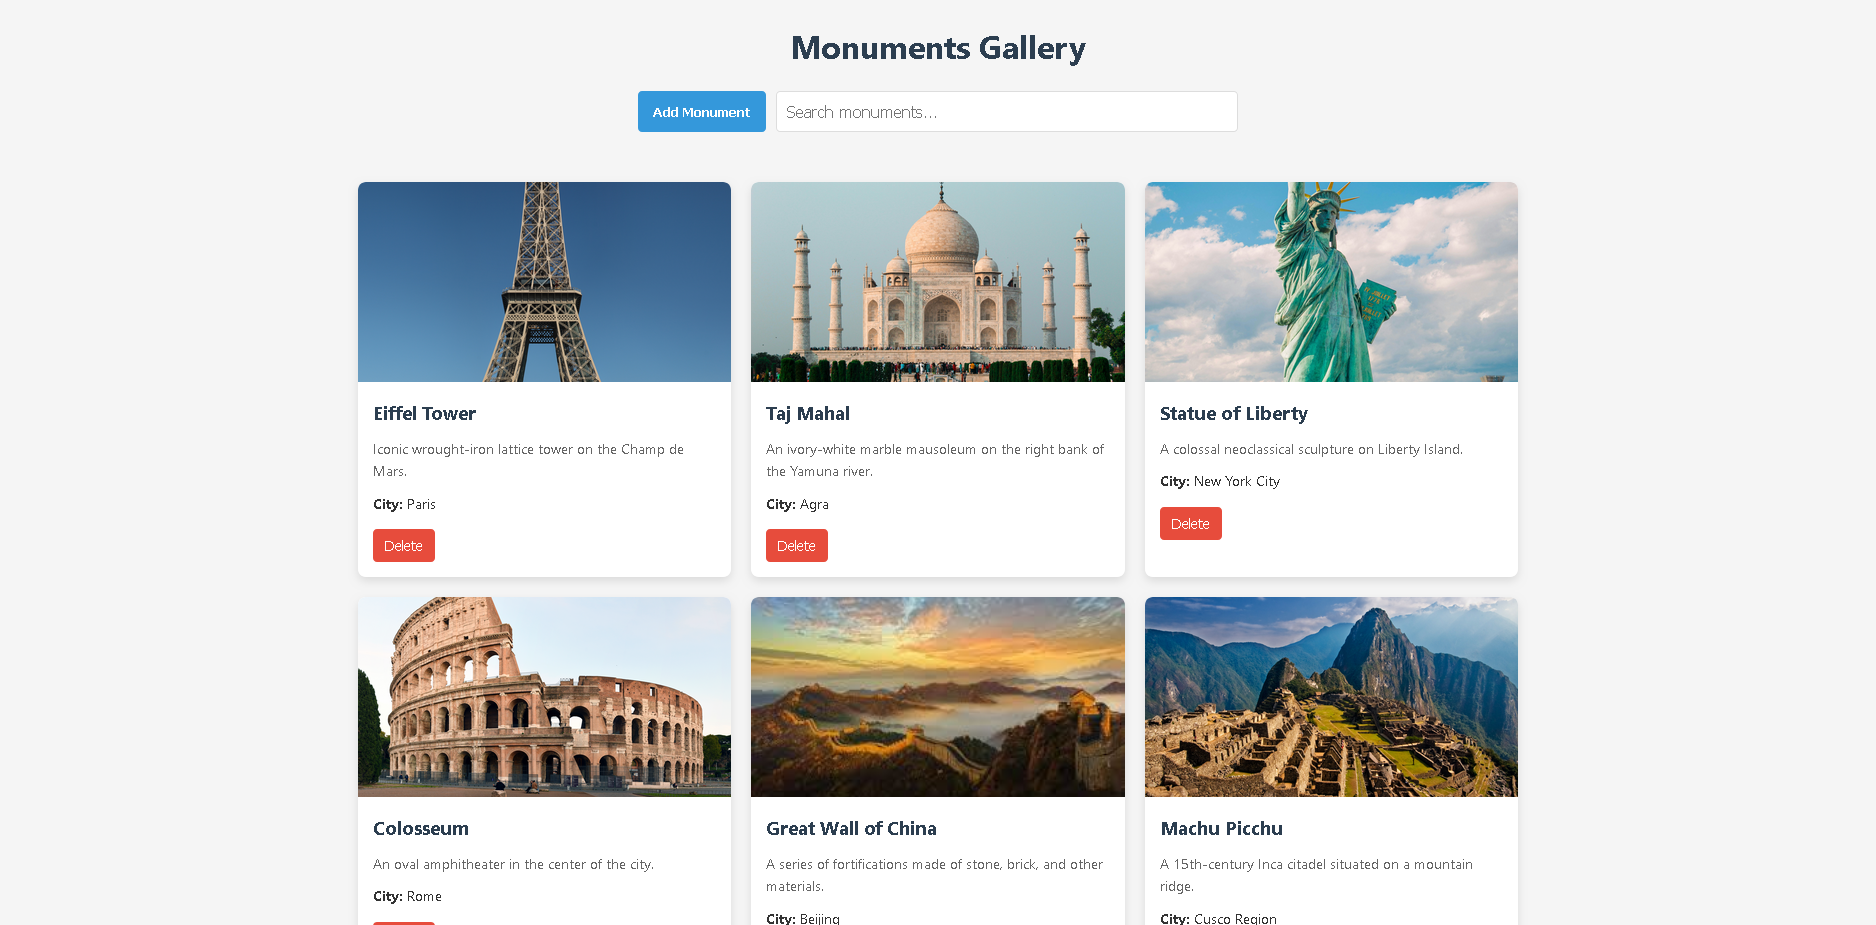 Monuments Gallery
Add Monument
Search monuments...
Eiffel Tower
Iconic wrought-iron lattice tower on the Champ de
Mars.
City: Paris
Delete
Taj Mahal
An ivory-white marble mausoleum on the right bank of
the Yamuna river.
City: Agra
Delete
Statue of Liberty
A colossal neoclassical sculpture on Liberty Island.
City: New York City
Delete
Colosseum
An oval amphitheater in the center of the city.
City: Rome
Great Wall of China
A series of fortifications made of stone, brick, and other
materials.
City: Beijing
Machu Picchu
A 15th-century Inca citadel situated on a mountain
ridge.
City: Cusco Region